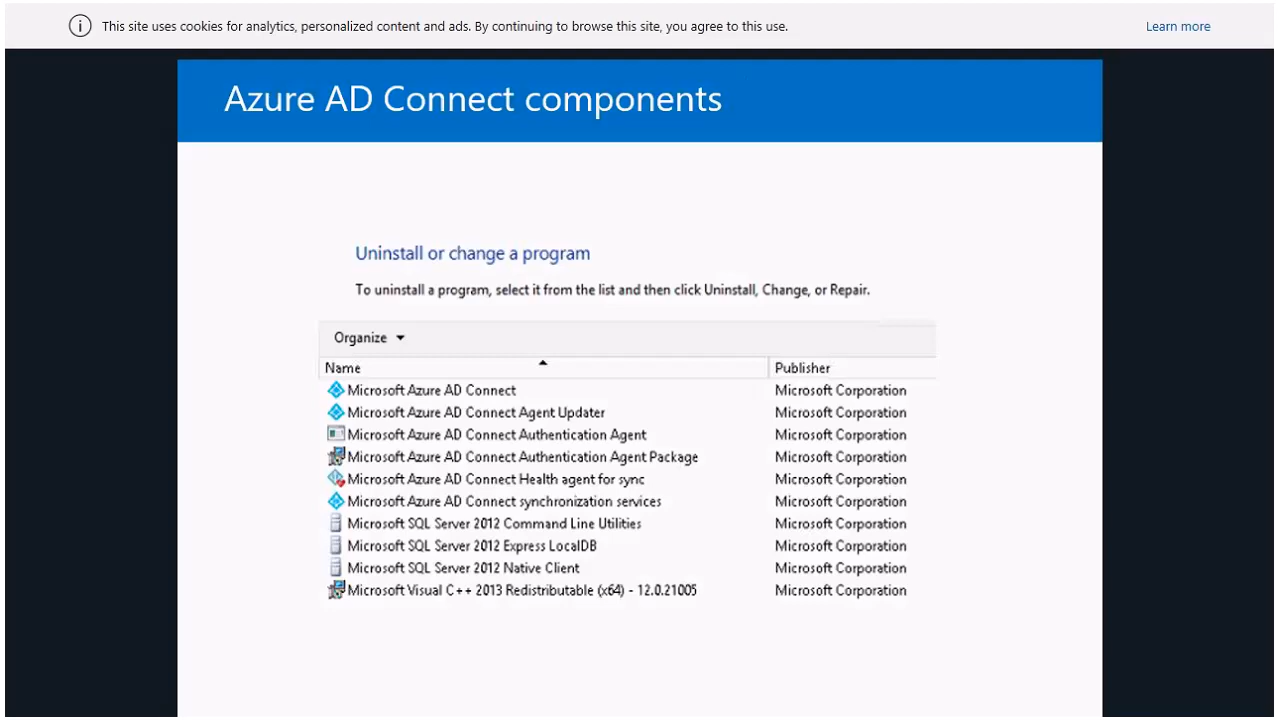 This site uses cookies for analytics, personalized content and ads. By continuing to browse this site, you agree to this use.
Learn more
Azure AD Connect components
Uninstall or change a program
To uninstall a program, select it from the list and then click Uninstall, Change, or Repair.
Organize
Name Publisher
Microsoft Azure AD Connect Microsoft Corporation
Microsoft Azure AD Connect Agent Updater Microsoft Corporation
Microsoft Azure AD Connect Authentication Agent Microsoft Corporation
Microsoft Azure AD Connect Authentication Agent Package Microsoft Corporation
Microsoft Azure AD Connect Health agent for sync Microsoft Corporation
Microsoft Azure AD Connect synchronization services Microsoft Corporation
Microsoft SQL Server 2012 Command Line Utilities Microsoft Corporation
Microsoft SQL Server 2012 Express LocalDB Microsoft Corporation
Microsoft SQL Server 2012 Native Client Microsoft Corporation
Microsoft Visual C++ 2013 Redistributable (x64) - 12.0.21005 Microsoft Corporation